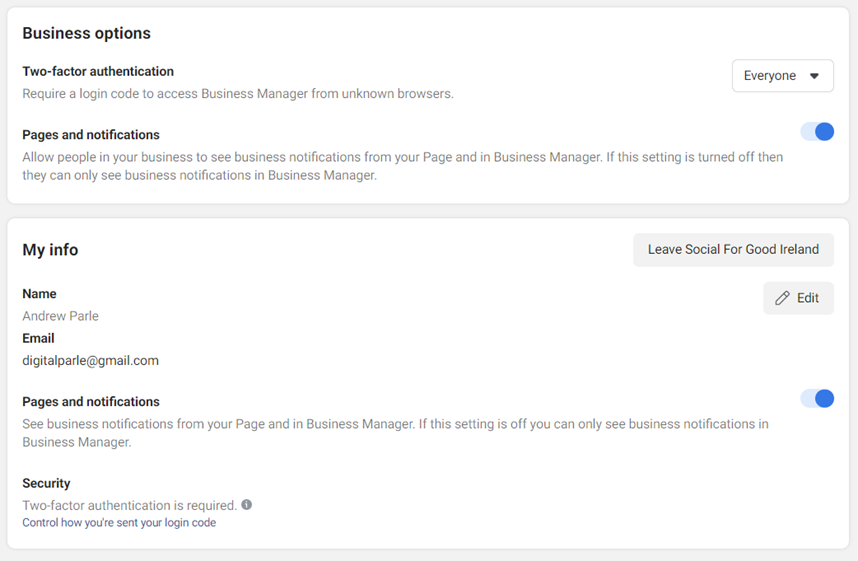 Business options
Two-factor authentication
Everyone
Require a login code to access Business Manager from unknown browsers.
Pages and notifications
Allow people in your business to see business notifications from your Page and in Business Manager. If this setting is turned off then
they can only see business notifications in Business Manager.
My info
Leave Social For Good Ireland
Name
Edit
Andrew Parle
Email
digitalparle@gmail.com
Pages and notifications
See business notifications from your Page and in Business Manager. If this setting is off you can only see business notifications in
Business Manager.
Security
Two-factor authentication is required.
Control how you're sent your login code